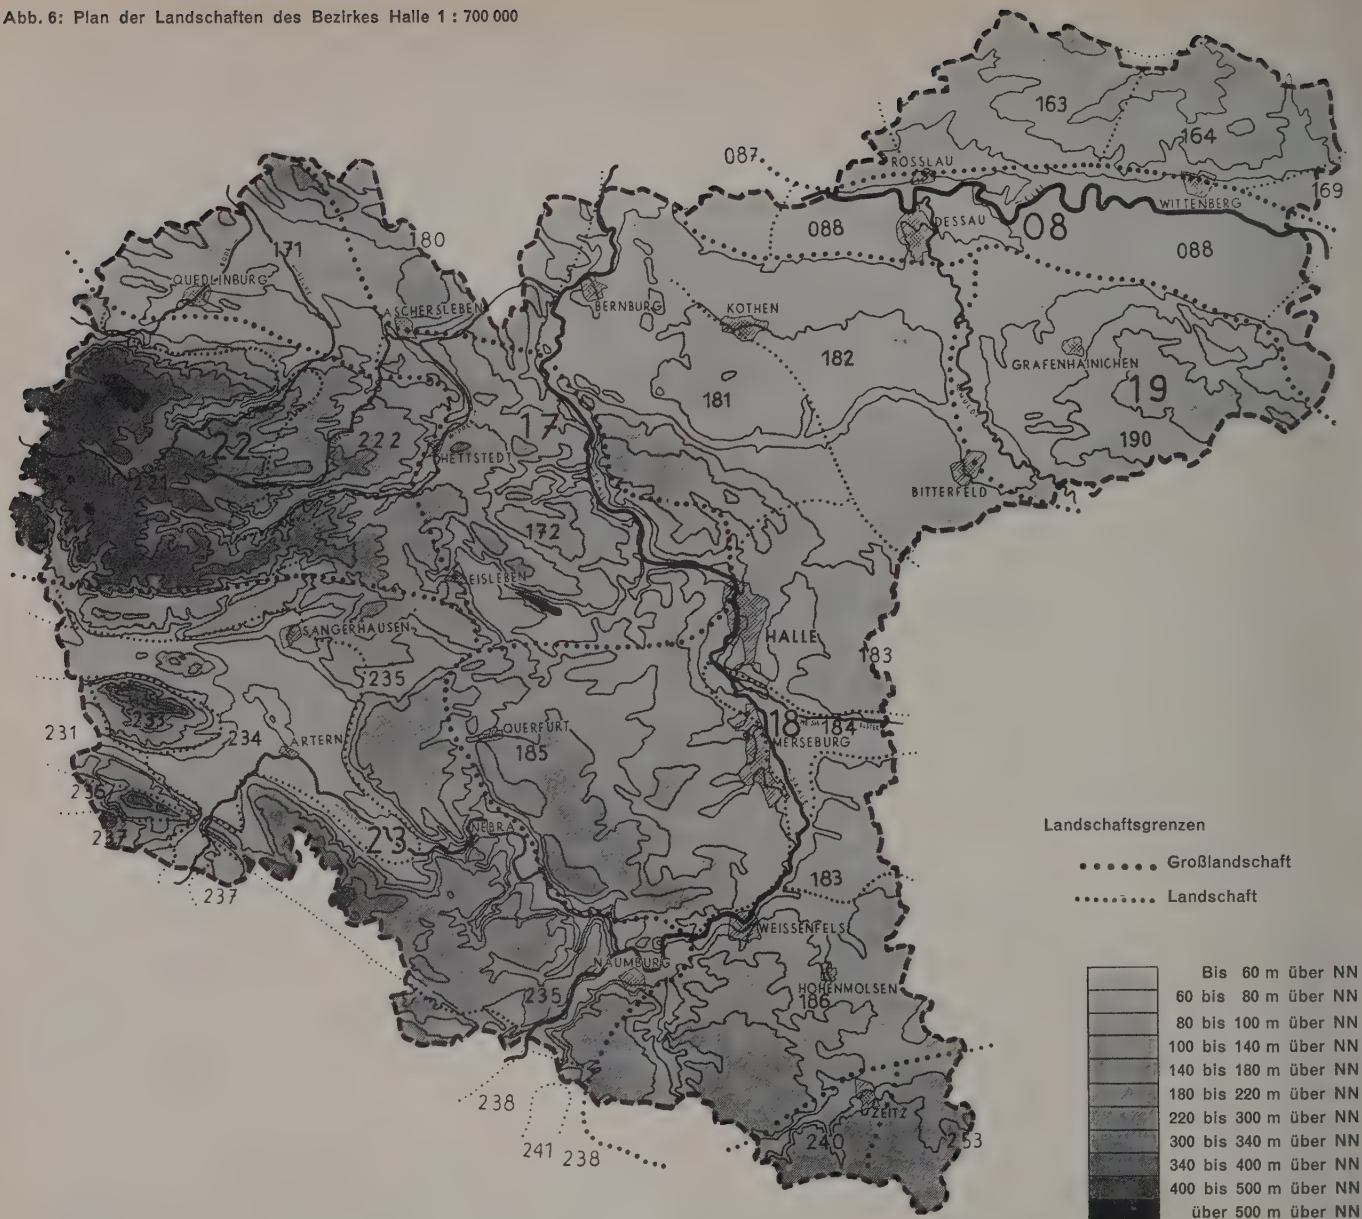 Abb. 6: Plan der Landschaften des Bezirkes Halle 1 : 700 000
163
164
087
ROSSLAU
WITTENBERG
169
DESSAU
088
08
088
180
171
QUEDLINBURG
ASCHERSLEBEN
BERNBURG
KOTHEN
182
GRAFENHAINICHEN
19
181
190
17
22
222
HETTSTEDT
221
BITTERFELD
172
EISLEBEN
SANGERHAUSEN
HALLE
183
235
233
231
234
ARTERN
QUERFURT
185
18
184
MERSEBURG
236
237
23
NEBRA
237
183
WEISSENFELS
NAUMBURG
HOHENMOLSEN
186
235
238
241
238
ZEITZ
240
253
Landschaftsgrenzen
Großlandschaft
Landschaft
Bis 60 m über NN
60 bis 80 m über NN
80 bis 100 m über NN
100 bis 140 m über NN
140 bis 180 m über NN
180 bis 220 m über NN
220 bis 300 m über NN
300 bis 340 m über NN
340 bis 400 m über NN
400 bis 500 m über NN
über 500 m über NN